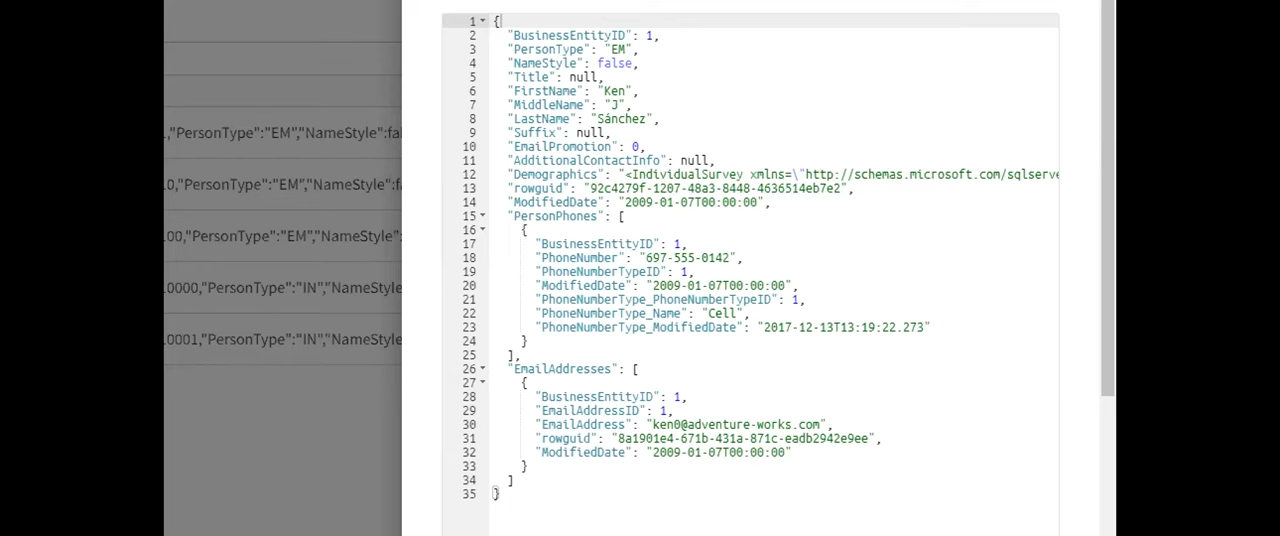 ,"PersonType":"EM","NameStyle":fal
0,"PersonType":"EM","NameStyle":f
00,"PersonType":"EM","NameStyle":
0000,"PersonType":"IN","NameStyle
0001,"PersonType":"IN","NameStyle
1 {
2 "BusinessEntityID": 1,
3 "PersonType": "EM",
4 "NameStyle": false,
5 "Title": null,
6 "FirstName": "Ken",
7 "MiddleName": "J",
8 "LastName": "Sánchez",
9 "Suffix": null,
10 "EmailPromotion": 0,
11 "AdditionalContactInfo": null,
12 "Demographics": "<IndividualSurvey xmlns=\"http://schemas.microsoft.com/sqlserve
13 "rowguid": "92c4279f-1207-48a3-8448-4636514eb7e2",
14 "ModifiedDate": "2009-01-07T00:00:00",
15 "PersonPhones": [
16 {
17 "BusinessEntityID": 1,
18 "PhoneNumber": "697-555-0142",
19 "PhoneNumberTypeID": 1,
20 "ModifiedDate": "2009-01-07T00:00:00",
21 "PhoneNumberType_PhoneNumberTypeID": 1,
22 "PhoneNumberType_Name": "Cell",
23 "PhoneNumberType_ModifiedDate": "2017-12-13T13:19:22.273"
24 }
25 ],
26 "EmailAddresses": [
27 {
28 "BusinessEntityID": 1,
29 "EmailAddressID": 1,
30 "EmailAddress": "ken0@adventure-works.com",
31 "rowguid": "8a1901e4-671b-431a-871c-eadb2942e9ee",
32 "ModifiedDate": "2009-01-07T00:00:00"
33 }
34 ]
35 }